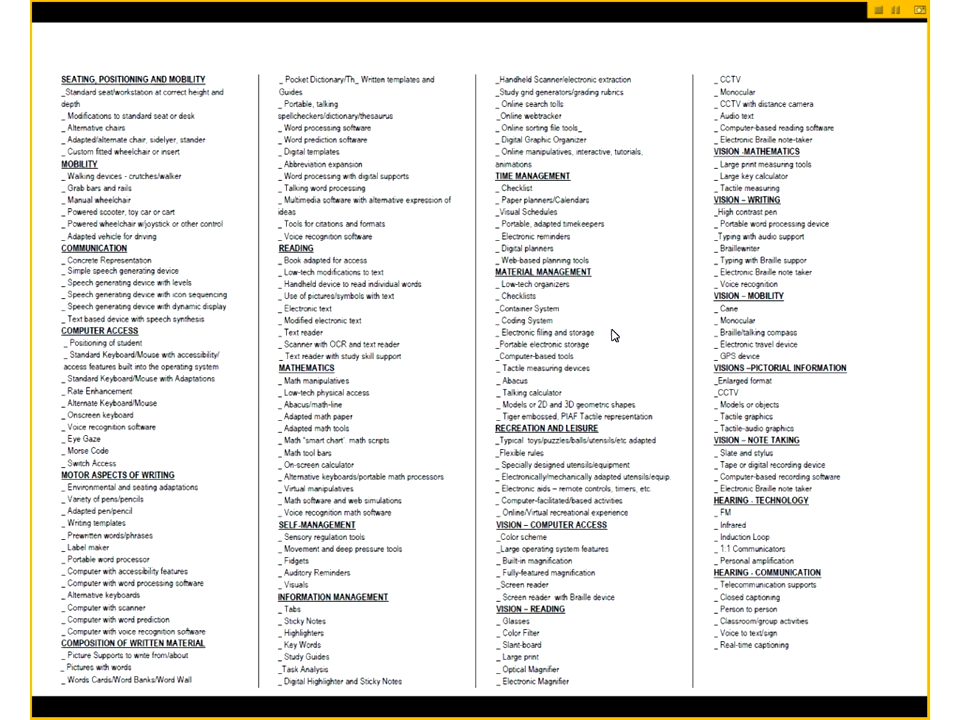 SEATING, POSITIONING AND MOBILITY
_Standard seat/workstation at correct height and
depth
_ Modifications to standard seat or desk
_ Alternative chairs
_ Adapted/alternate chair, sidelyer, stander
_ Custom fitted wheelchair or insert
MOBILITY
_ Walking devices - crutches/walker
_ Grab bars and rails
_ Manual wheelchair
_ Powered scooter, toy car or cart
_ Powered wheelchair w/joystick or other control
_ Adapted vehicle for driving
COMMUNICATION
_ Concrete Representation
_ Simple speech generating device
_ Speech generating device with levels
_ Speech generating device with icon sequencing
_ Speech generating device with dynamic display
_ Text based device with speech synthesis
COMPUTER ACCESS
_ Positioning of student
_ Standard Keyboard/Mouse with accessibility/
access features built into the operating system
_ Standard Keyboard/Mouse with Adaptations
_ Rate Enhancement
_ Alternate Keyboard/Mouse
_ Onscreen keyboard
_ Voice recognition software
_ Eye Gaze
_ Morse Code
_ Switch Access
MOTOR ASPECTS OF WRITING
_ Environmental and seating adaptations
_ Variety of pens/pencils
_ Adapted pen/pencil
_ Writing templates
_ Prewritten words/phrases
_ Label maker
_ Portable word processor
_ Computer with accessibility features
_ Computer with word processing software
_ Alternative keyboards
_ Computer with scanner
_ Computer with word prediction
_ Computer with voice recognition software
COMPOSITION OF WRITTEN MATERIAL
_ Picture Supports to write from/about
_ Pictures with words
_ Words Cards/Word Banks/Word Wall
_ Pocket Dictionary/Th_ Written templates and
Guides
_ Portable, talking
spellcheckers/dictionary/thesaurus
_ Word processing software
_ Word prediction software
_ Digital templates
_ Abbreviation expansion
_ Word processing with digital supports
_ Talking word processing
_ Multimedia software with alternative expression of
ideas
_ Tools for citations and formats
_ Voice recognition software
READING
_ Book adapted for access
_ Low-tech modifications to text
_ Handheld device to read individual words
_ Use of pictures/symbols with text
_ Electronic text
_ Modified electronic text
_ Text reader
_ Scanner with OCR and text reader
_ Text reader with study skill support
MATHEMATICS
_ Math manipulatives
_ Low-tech physical access
_ Abacus/math-line
_ Adapted math paper
_ Adapted math tools
_ Math "smart chart' math scripts
_ Math tool bars
_ On-screen calculator
_ Alternative keyboards/portable math processors
_ Virtual manipulatives
_ Math software and web simulations
_ Voice recognition math software
SELF-MANAGEMENT
_ Sensory regulation tools
_ Movement and deep pressure tools
_ Fidgets
_ Auditory Reminders
_ Visuals
INFORMATION MANAGEMENT
_ Tabs
_ Sticky Notes
_ Highlighters
_ Key Words
_ Study Guides
_Task Analysis
_ Digital Highlighter and Sticky Notes
_Handheld Scanner/electronic extraction
_Study grid generators/grading rubrics
_ Online search tolls
_Online webtracker
_ Online sorting file tools_
_ Digital Graphic Organizer
_ Online manipulatives, interactive, tutorials,
animations
TIME MANAGEMENT
_ Checklist
_ Paper planners/Calendars
_Visual Schedules
_ Portable, adapted timekeepers
_ Electronic reminders
_ Digital planners
_ Web-based planning tools
MATERIAL MANAGEMENT
_ Low-tech organizers
_ Checklists
_Container System
_ Coding System
_ Electronic filing and storage
_Portable electronic storage
_Computer-based tools
_ Tactile measuring devices
_ Abacus
_ Talking calculator
_ Models or 2D and 3D geometric shapes
_ Tiger embossed, PIAF Tactile representation
RECREATION AND LEISURE
_Typical toys/puzzles/balls/utensils/etc adapted
_Flexible rules
_ Specially designed utensils/equipment
_ Electronically/mechanically adapted utensils/equip.
_ Electronic aids – remote controls, timers, etc.
_ Computer-facilitated/based activities
_ Online/Virtual recreational experience
VISION – COMPUTER ACCESS
_Color scheme
_Large operating system features
_ Built-in magnification
_ Fully-featured magnification
_Screen reader
_ Screen reader with Braille device
VISION – READING
_ Glasses
_ Color Filter
_ Slant-board
_ Large print
_ Optical Magnifier
_ Electronic Magnifier
_ CCTV
_ Monocular
_ CCTV with distance camera
_ Audio text
_ Computer-based reading software
_ Electronic Braille note-taker
VISION -MATHEMATICS
_ Large print measuring tools
_ Large key calculator
_ Tactile measuring
VISION – WRITING
_High contrast pen
_ Portable word processing device
_Typing with audio support
_ Braillewriter
_ Typing with Braille suppor
_ Electronic Braille note taker
_ Voice recognition
VISION – MOBILITY
_ Cane
_ Monocular
_ Braille/talking compass
_ Electronic travel device
_ GPS device
VISIONS –PICTORIAL INFORMATION
_Enlarged format
_CCTV
_ Models or objects
_ Tactile graphics
_ Tactile-audio graphics
VISION – NOTE TAKING
_ Slate and stylus
_ Tape or digital recording device
_ Computer-based recording software
_ Electronic Braille note taker
HEARING - TECHNOLOGY
_ FM
_ Infrared
_ Induction Loop
_ 1:1 Communicators
_ Personal amplification
HEARING - COMMUNICATION
_ Telecommunication supports
_ Closed captioning
_ Person to person
_ Classroom/group activities
_ Voice to text/sign
_ Real-time captioning